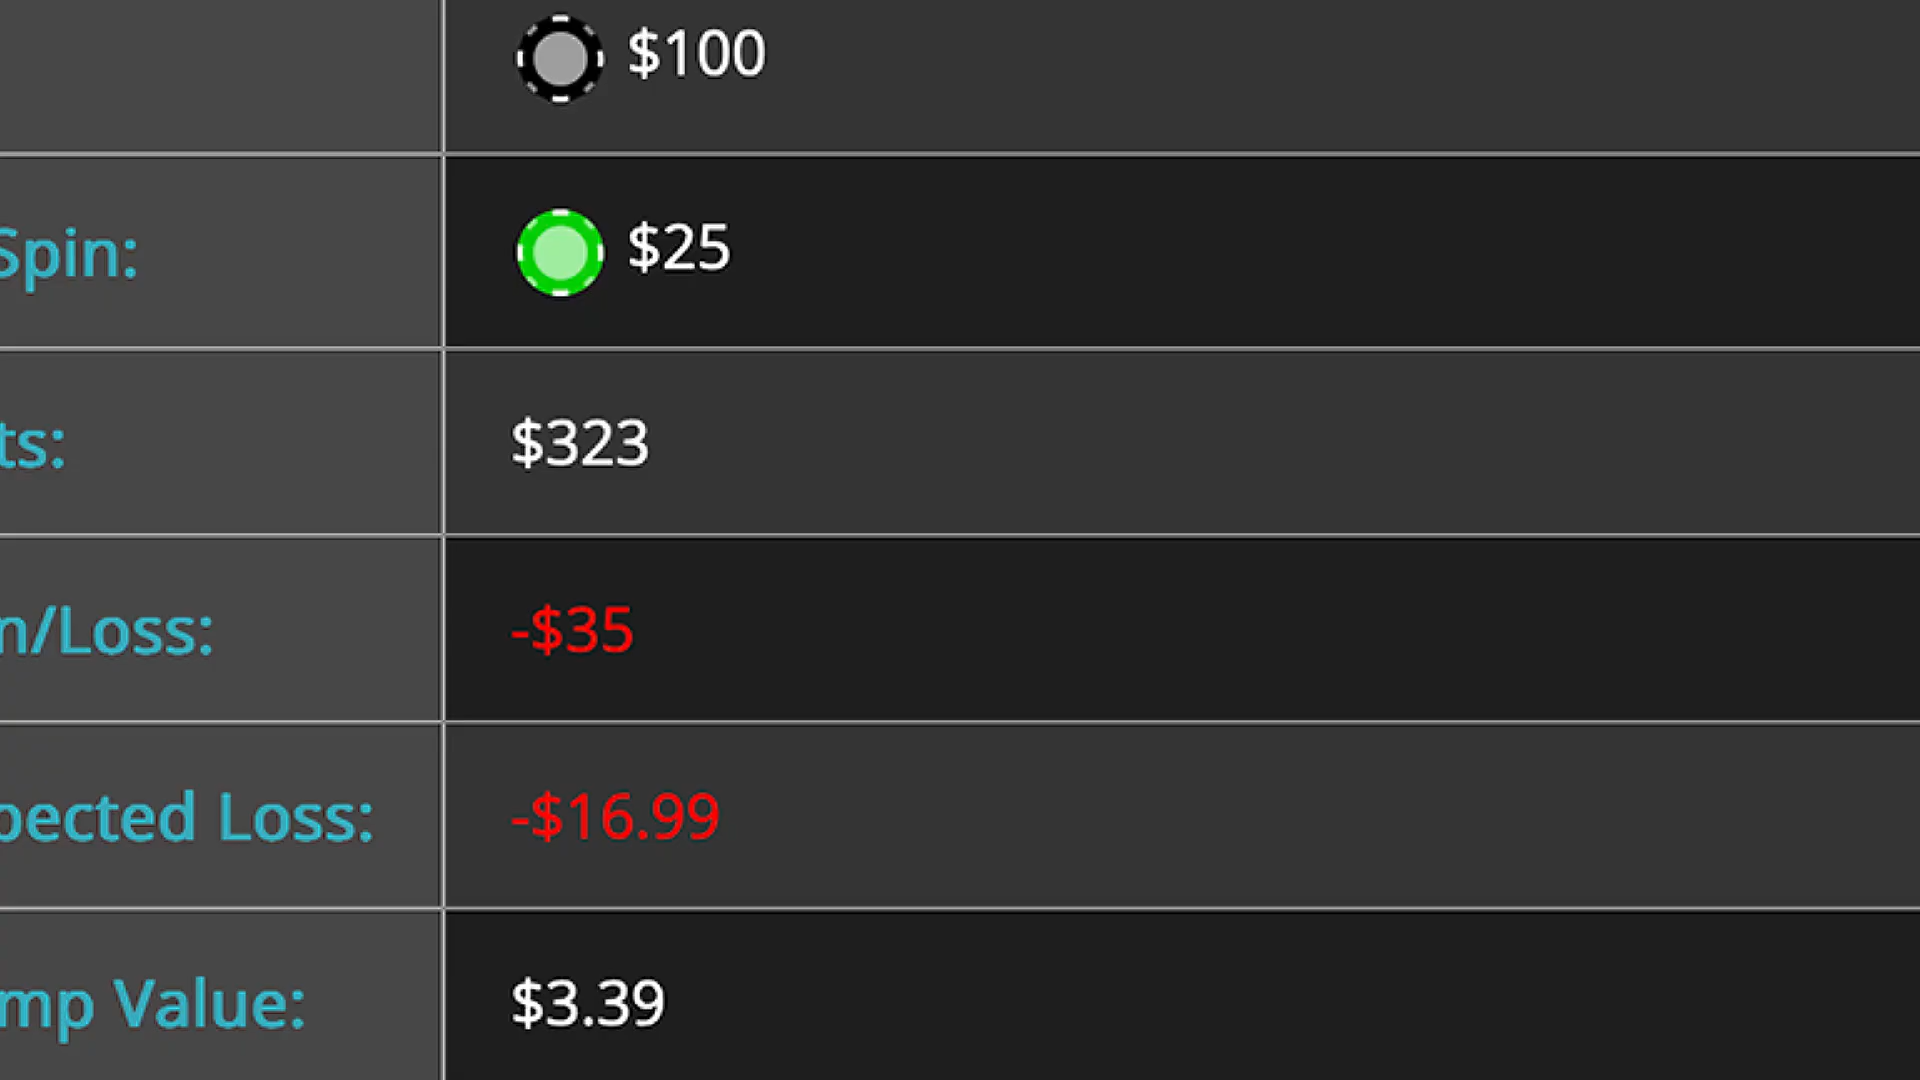 $100
Spin: $25
ts: $323
n/Loss: -$35
pected Loss: -$16.99
mp Value: $3.39